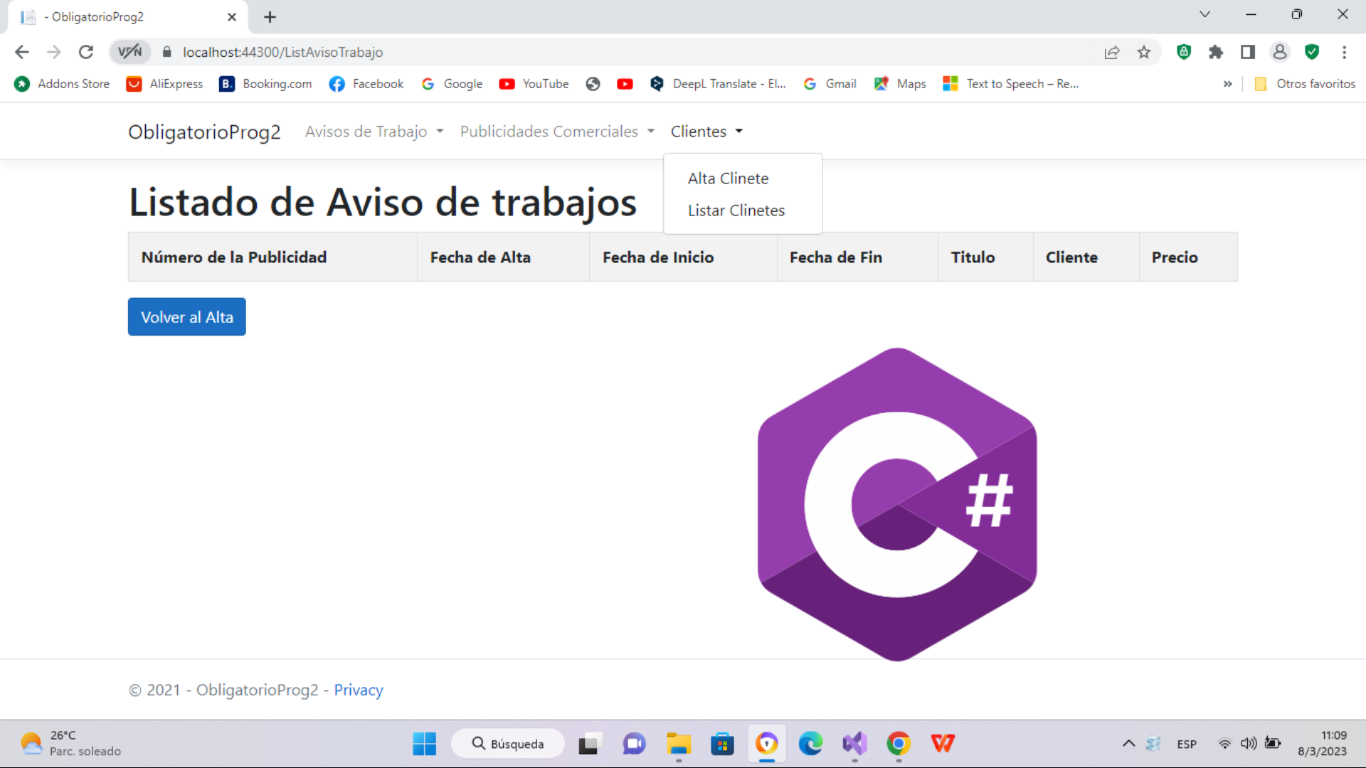 - ObligatorioProg2
VPN
localhost:44300/ListAvisoTrabajo
Addons Store AliExpress B. Booking.com Facebook Google YouTube DeepL Translate – El... Gmail Maps Text to Speech – Re... » Otros favoritos
ObligatorioProg2 Avisos de Trabajo Publicidades Comerciales Clientes
Alta Clinete
Listar Clinetes
Listado de Aviso de trabajos
Número de la Publicidad Fecha de Alta Fecha de Inicio Fecha de Fin Titulo Cliente Precio
Volver al Alta
C#
© 2021 - ObligatorioProg2 - Privacy
26°C
Parc. soleado
Búsqueda
ESP
11:09
8/3/2023